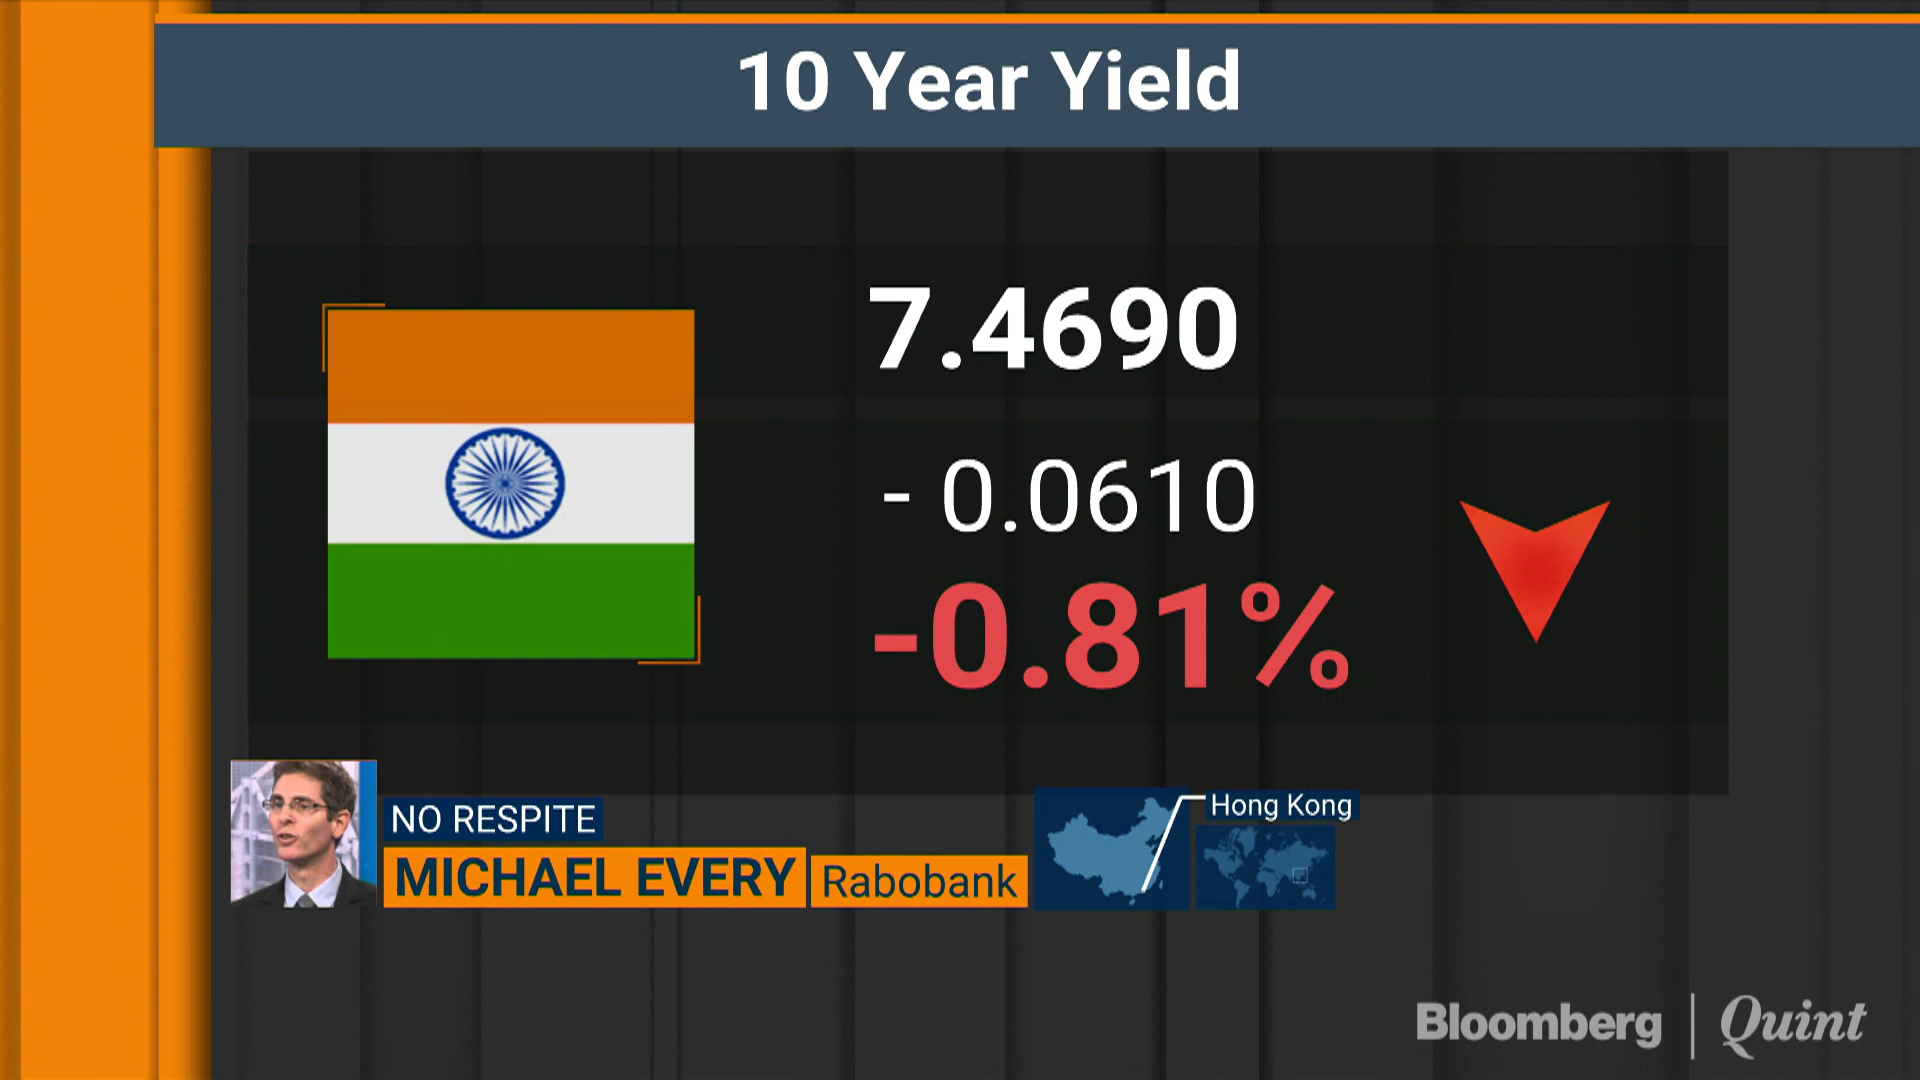 10 Year Yield
7.4690
- 0.0610
-0.81%
NO RESPITE
MICHAEL EVERY Rabobank
Hong Kong
Bloomberg | Quint